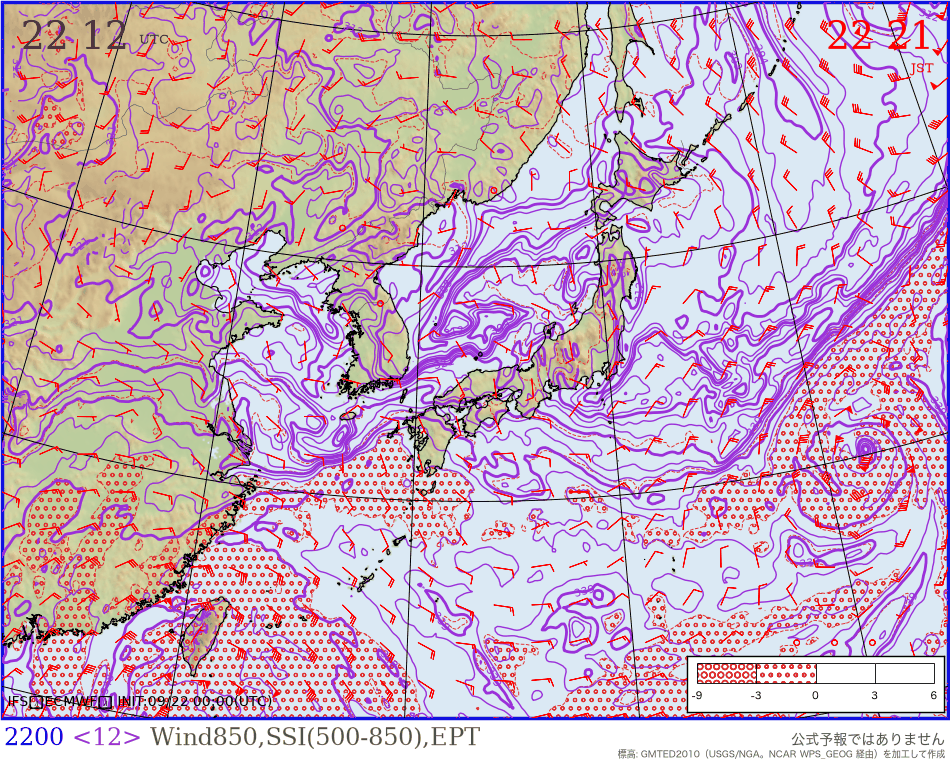 22 12 UTC
22 21 JST
IFS[]ECMWF[] INIT:09/22 00:00(UTC)
-9 -3 0 3 6
2200 <12> Wind850,SSI(500-850),EPT
公式予報ではありません
標高: GMTED2010（USGS/NGA。NCAR WPS_GEOG 経由）を加工して作成